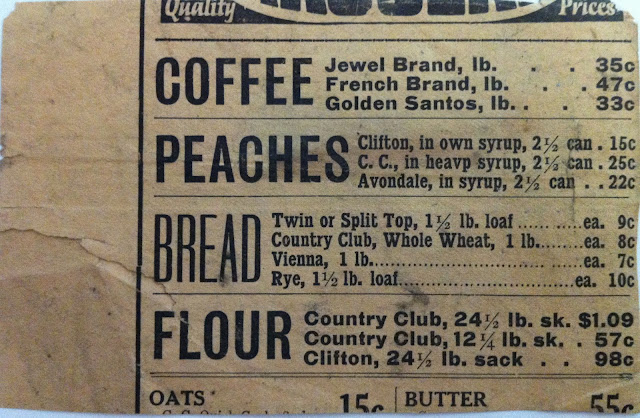 Quality Prices
COFFEE
Jewel Brand, lb. . . 35c
French Brand, lb. . . 47c
Golden Santos, lb. . . 33c
PEACHES
Clifton, in own syrup, 2½ can . 15c
C. C., in heavp syrup, 2½ can . 25c
Avondale, in syrup, 2½ can . . 22c
BREAD
Twin or Split Top, 1½ lb. loaf ............ea. 9c
Country Club, Whole Wheat, 1 lb........ea. 8c
Vienna, 1 lb.......................................ea. 7c
Rye, 1½ lb. loaf.................................ea. 10c
FLOUR
Country Club, 24½ lb. sk. $1.09
Country Club, 12¼ lb. sk. . 57c
Clifton, 24½ lb. sack . . 98c
OATS 15c BUTTER 55c